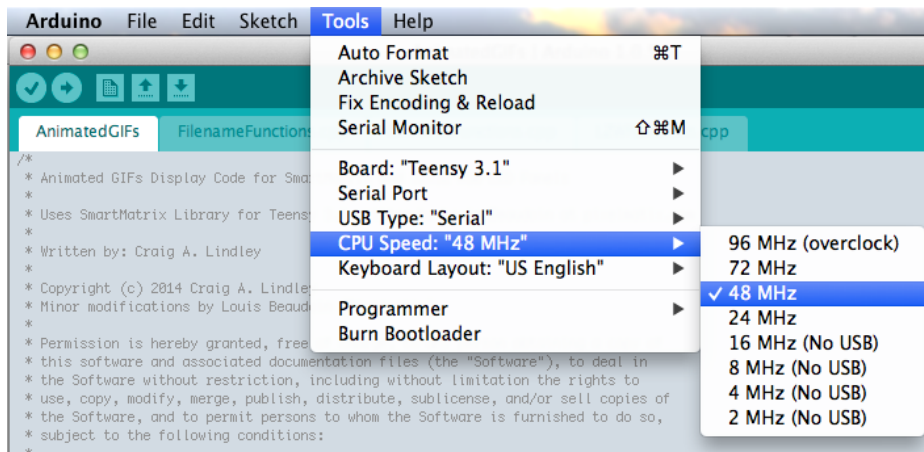 Arduino File Edit Sketch Tools Help
Auto Format ⌘T
Archive Sketch
Fix Encoding & Reload
Serial Monitor ⇧⌘M
Board: "Teensy 3.1"
Serial Port
USB Type: "Serial"
CPU Speed: "48 MHz"
Keyboard Layout: "US English"
Programmer
Burn Bootloader
96 MHz (overclock)
72 MHz
✓ 48 MHz
24 MHz
16 MHz (No USB)
8 MHz (No USB)
4 MHz (No USB)
2 MHz (No USB)
AnimatedGIFs FilenameFunctions cpp
/*
* Animated GIFs Display Code for
*
* Uses SmartMatrix Library for
*
* Written by: Craig A. Lindley
*
* Copyright (c) 2014 Craig A.
* Minor modifications by Louis
*
* Permission is hereby granted, free
* this software and associated documentation files (the "Software"), to deal in
* the Software without restriction, including without limitation the rights to
* use, copy, modify, merge, publish, distribute, sublicense, and/or sell copies of
* the Software, and to permit persons to whom the Software is furnished to do so,
* subject to the following conditions:
*